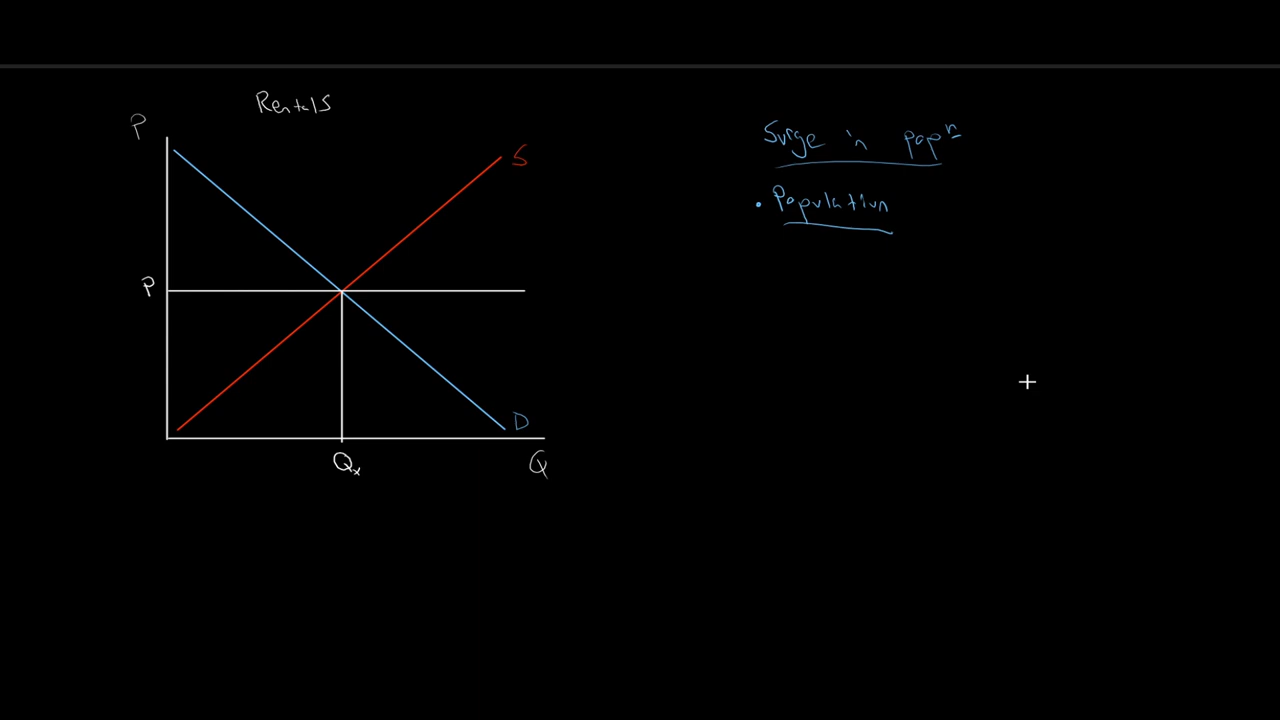 Rentals
P
S
P
D
Qx
Q
Surge in popⁿ
• Population